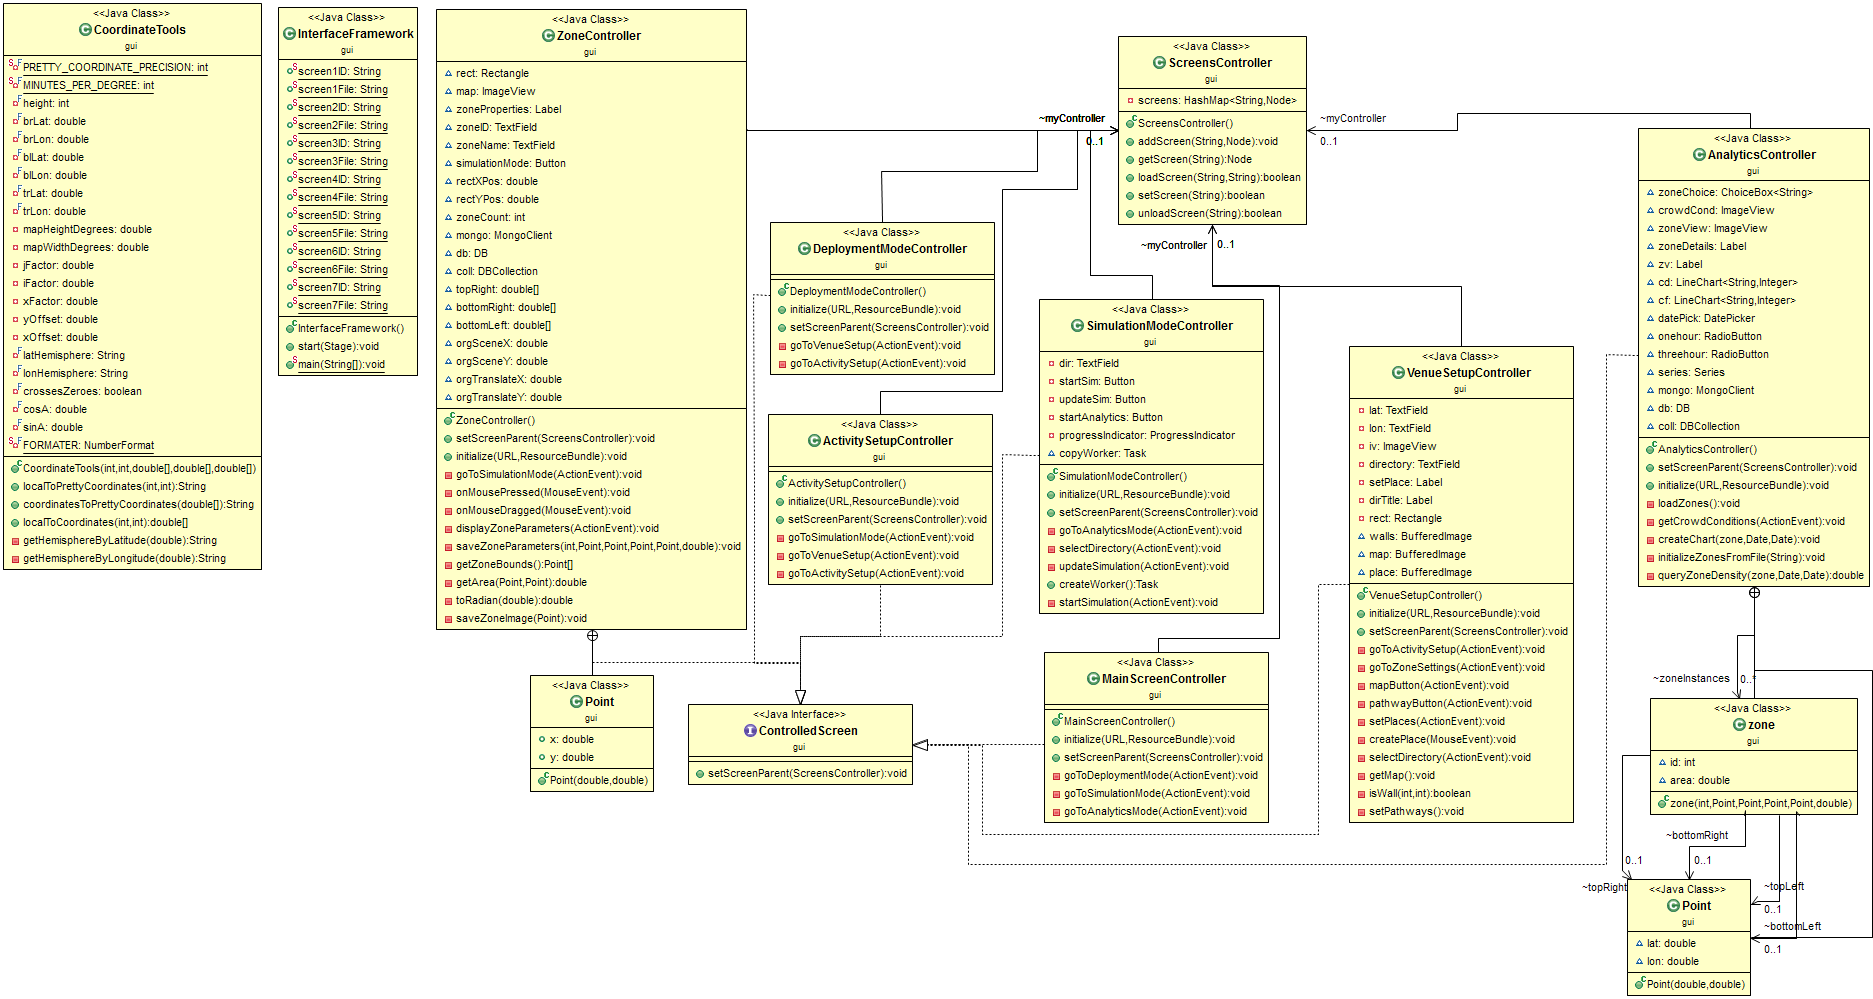 <<Java Class>>
CoordinateTools
gui
PRETTY_COORDINATE_PRECISION: int
MINUTES_PER_DEGREE: int
height: int
brLat: double
brLon: double
blLat: double
blLon: double
trLat: double
trLon: double
mapHeightDegrees: double
mapWidthDegrees: double
jFactor: double
iFactor: double
xFactor: double
yOffset: double
xOffset: double
latHemisphere: String
lonHemisphere: String
crossesZeroes: boolean
cosA: double
sinA: double
FORMATER: NumberFormat
CoordinateTools(int,int,double[],double[],double[])
localToPrettyCoordinates(int,int):String
coordinatesToPrettyCoordinates(double[]):String
localToCoordinates(int,int):double[]
getHemisphereByLatitude(double):String
getHemisphereByLongitude(double):String
<<Java Class>>
InterfaceFramework
gui
screen1ID: String
screen1File: String
screen2ID: String
screen2File: String
screen3ID: String
screen3File: String
screen4ID: String
screen4File: String
screen5ID: String
screen5File: String
screen6ID: String
screen6File: String
screen7ID: String
screen7File: String
InterfaceFramework()
start(Stage):void
main(String[]):void
<<Java Class>>
ZoneController
gui
rect: Rectangle
map: ImageView
zoneProperties: Label
zoneID: TextField
zoneName: TextField
simulationMode: Button
rectXPos: double
rectYPos: double
zoneCount: int
mongo: MongoClient
db: DB
coll: DBCollection
topRight: double[]
bottomRight: double[]
bottomLeft: double[]
orgSceneX: double
orgSceneY: double
orgTranslateX: double
orgTranslateY: double
ZoneController()
setScreenParent(ScreensController):void
initialize(URL,ResourceBundle):void
goToSimulationMode(ActionEvent):void
onMousePressed(MouseEvent):void
onMouseDragged(MouseEvent):void
displayZoneParameters(ActionEvent):void
saveZoneParameters(int,Point,Point,Point,Point,double):void
getZoneBounds():Point[]
getArea(Point,Point):double
toRadian(double):double
saveZoneImage(Point):void
<<Java Class>>
Point
gui
x: double
y: double
Point(double,double)
<<Java Interface>>
ControlledScreen
gui
setScreenParent(ScreensController):void
<<Java Class>>
DeploymentModeController
gui
DeploymentModeController()
initialize(URL,ResourceBundle):void
setScreenParent(ScreensController):void
goToVenueSetup(ActionEvent):void
goToActivitySetup(ActionEvent):void
<<Java Class>>
ActivitySetupController
gui
ActivitySetupController()
initialize(URL,ResourceBundle):void
setScreenParent(ScreensController):void
goToSimulationMode(ActionEvent):void
goToVenueSetup(ActionEvent):void
goToActivitySetup(ActionEvent):void
~myController
0..1
<<Java Class>>
ScreensController
gui
screens: HashMap<String,Node>
ScreensController()
addScreen(String,Node):void
getScreen(String):Node
loadScreen(String,String):boolean
setScreen(String):boolean
unloadScreen(String):boolean
~myController
0..1
~myController
0..1
<<Java Class>>
SimulationModeController
gui
dir: TextField
startSim: Button
updateSim: Button
startAnalytics: Button
progressIndicator: ProgressIndicator
copyWorker: Task
SimulationModeController()
initialize(URL,ResourceBundle):void
setScreenParent(ScreensController):void
goToAnalyticsMode(ActionEvent):void
selectDirectory(ActionEvent):void
updateSimulation(ActionEvent):void
createWorker():Task
startSimulation(ActionEvent):void
<<Java Class>>
MainScreenController
gui
MainScreenController()
initialize(URL,ResourceBundle):void
setScreenParent(ScreensController):void
goToDeploymentMode(ActionEvent):void
goToSimulationMode(ActionEvent):void
goToAnalyticsMode(ActionEvent):void
<<Java Class>>
VenueSetupController
gui
lat: TextField
lon: TextField
iv: ImageView
directory: TextField
setPlace: Label
dirTitle: Label
rect: Rectangle
walls: BufferedImage
map: BufferedImage
place: BufferedImage
VenueSetupController()
initialize(URL,ResourceBundle):void
setScreenParent(ScreensController):void
goToActivitySetup(ActionEvent):void
goToZoneSettings(ActionEvent):void
mapButton(ActionEvent):void
pathwayButton(ActionEvent):void
setPlaces(ActionEvent):void
createPlace(MouseEvent):void
selectDirectory(ActionEvent):void
getMap():void
isWall(int,int):boolean
setPathways():void
<<Java Class>>
AnalyticsController
gui
zoneChoice: ChoiceBox<String>
crowdCond: ImageView
zoneView: ImageView
zoneDetails: Label
zv: Label
cd: LineChart<String,Integer>
cf: LineChart<String,Integer>
datePick: DatePicker
onehour: RadioButton
threehour: RadioButton
series: Series
mongo: MongoClient
db: DB
coll: DBCollection
AnalyticsController()
setScreenParent(ScreensController):void
initialize(URL,ResourceBundle):void
loadZones():void
getCrowdConditions(ActionEvent):void
createChart(zone,Date,Date):void
initializeZonesFromFile(String):void
queryZoneDensity(zone,Date,Date):double
~zoneInstances
0..*
<<Java Class>>
zone
gui
id: int
area: double
zone(int,Point,Point,Point,Point,double)
~bottomRight
0..1
0..1
~topRight
~topLeft
0..1
~bottomLeft
0..1
<<Java Class>>
Point
gui
lat: double
lon: double
Point(double,double)